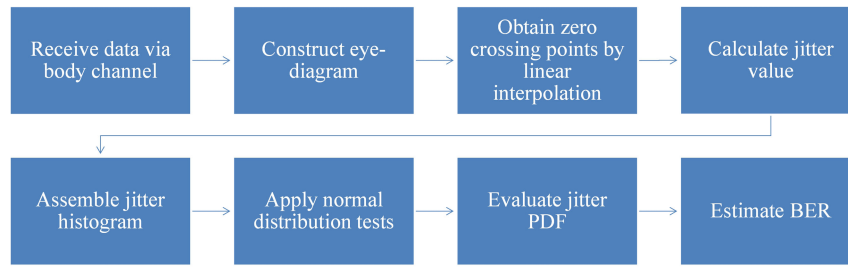 Receive data via
body channel
Construct eye-
diagram
Obtain zero
crossing points by
linear
interpolation
Calculate jitter
value
Assemble jitter
histogram
Apply normal
distribution tests
Evaluate jitter
PDF
Estimate BER